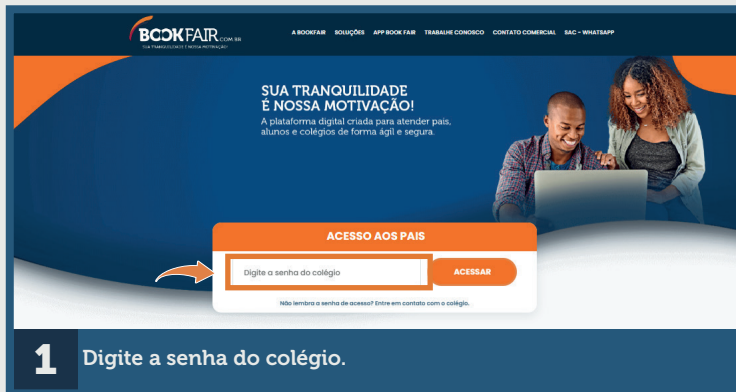 BOOKFAIR.COM.BR
SUA TRANQUILIDADE É NOSSA MOTIVAÇÃO!
A BOOKFAIR SOLUÇÕES APP BOOK FAIR TRABALHE CONOSCO CONTATO COMERCIAL SAC - WHATSAPP
SUA TRANQUILIDADE
É NOSSA MOTIVAÇÃO!
A plataforma digital criada para atender pais,
alunos e colégios de forma ágil e segura.
ACESSO AOS PAIS
Digite a senha do colégio
ACESSAR
Não lembra a senha de acesso? Entre em contato com o colégio.
1 Digite a senha do colégio.